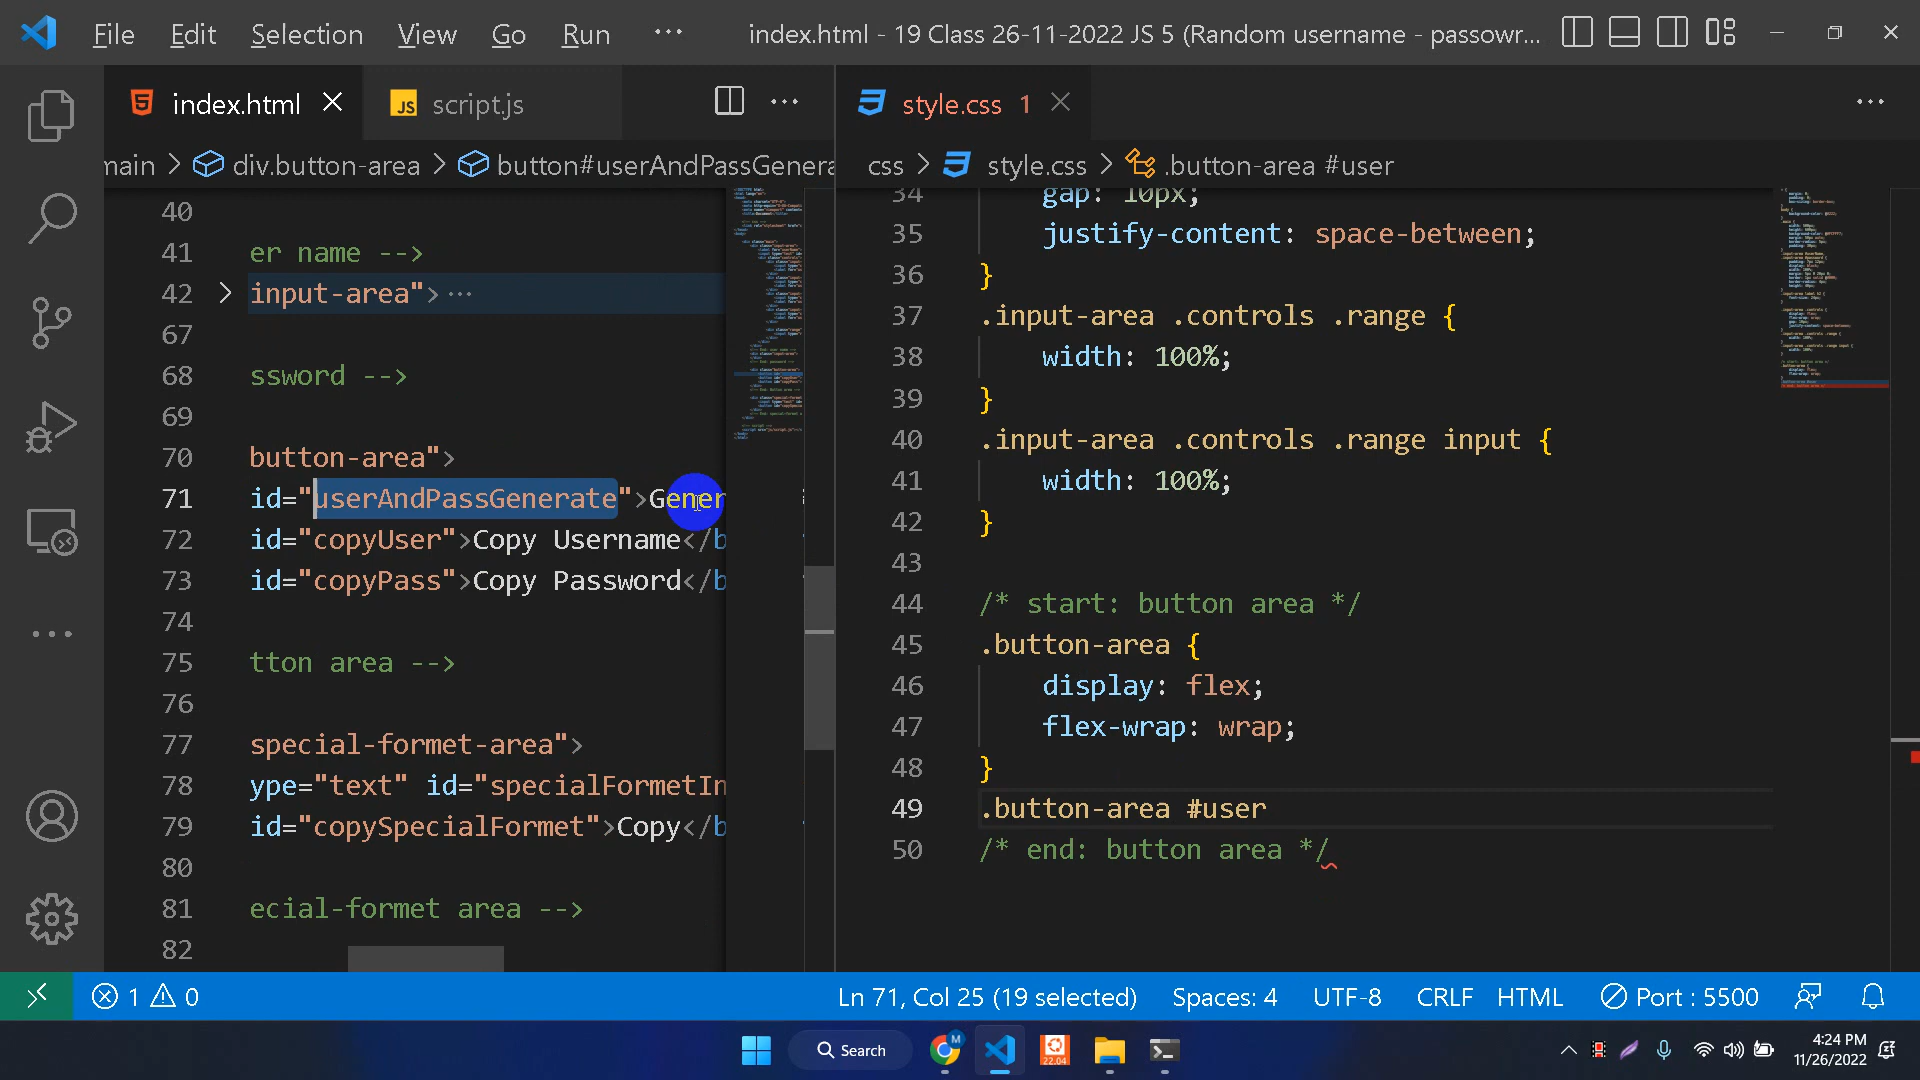 File Edit Selection View Go Run ··· index.html - 19 Class 26-11-2022 JS 5 (Random username - passowr...
index.html JS script.js ···
main > div.button-area > button#userAndPassGenera
40
41 er name -->
42 input-area">···
67
68 ssword -->
69
70 button-area">
71 id="userAndPassGenerate">Gener
72 id="copyUser">Copy Username</b
73 id="copyPass">Copy Password</b
74
75 tton area -->
76
77 special-formet-area">
78 ype="text" id="specialFormetIn
79 id="copySpecialFormet">Copy</b
80
81 ecial-formet area -->
82
style.css 1 ···
css > style.css > .button-area #user
34 gap: 10px;
35 justify-content: space-between;
36 }
37 .input-area .controls .range {
38 width: 100%;
39 }
40 .input-area .controls .range input {
41 width: 100%;
42 }
43
44 /* start: button area */
45 .button-area {
46 display: flex;
47 flex-wrap: wrap;
48 }
49 .button-area #user
50 /* end: button area */
1 0 Ln 71, Col 25 (19 selected) Spaces: 4 UTF-8 CRLF HTML Port : 5500
Search M 22.04 4:24 PM
11/26/2022